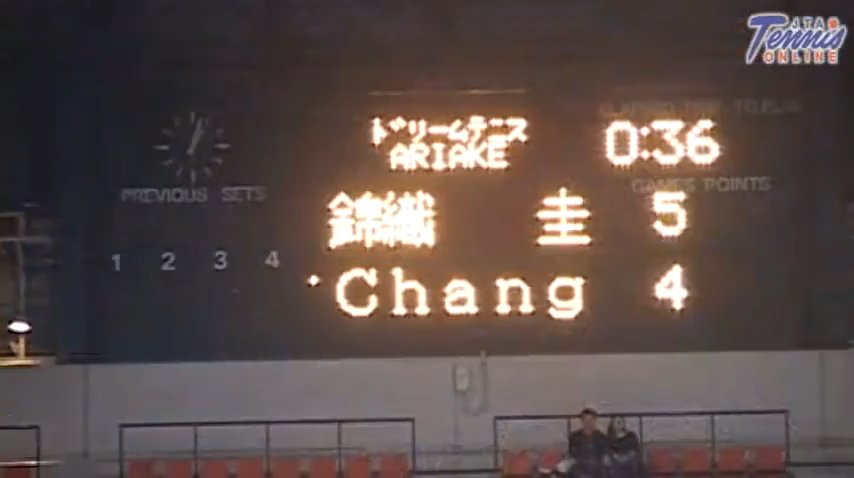 JTA
Tennis
ONLINE
ドリームテニス
ARIAKE
0:36
PREVIOUS SETS
GAMES POINTS
錦織 圭 5
1 2 3 4
Chang 4